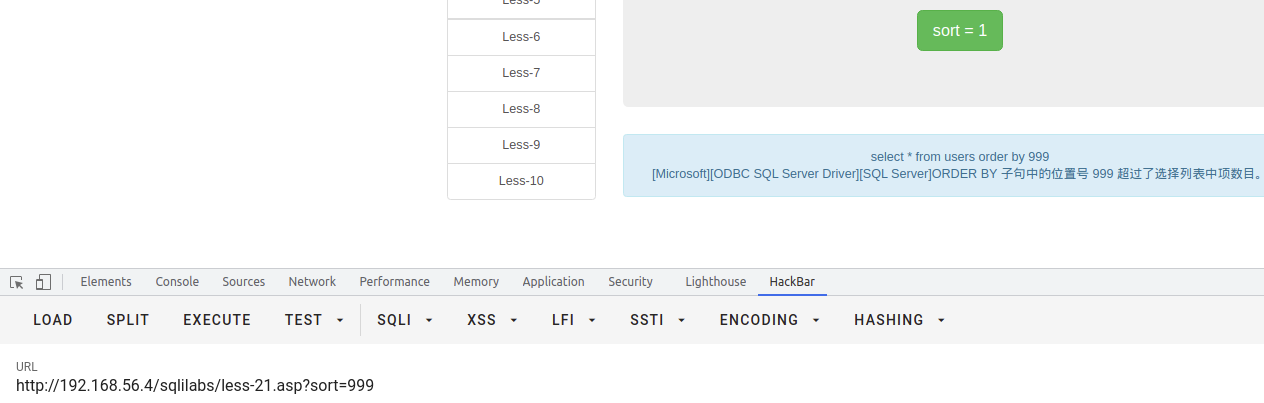 Less-5
sort = 1
Less-6
Less-7
Less-8
Less-9
Less-10
select * from users order by 999
[Microsoft][ODBC SQL Server Driver][SQL Server]ORDER BY 子句中的位置号 999 超过了选择列表中项数目。
Elements Console Sources Network Performance Memory Application Security Lighthouse HackBar
LOAD SPLIT EXECUTE TEST SQLI XSS LFI SSTI ENCODING HASHING
URL
http://192.168.56.4/sqlilabs/less-21.asp?sort=999